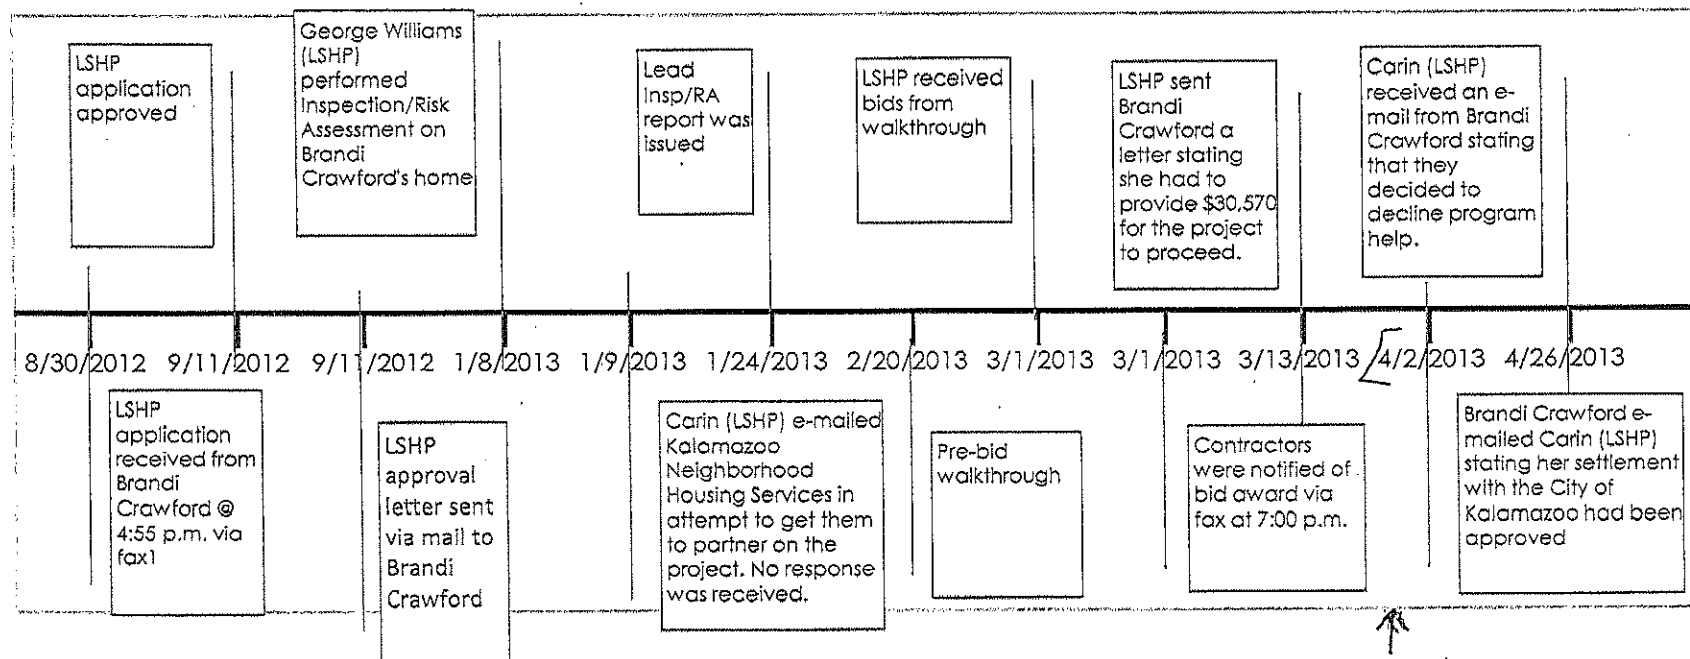 LSHP
application
approved
George Williams
(LSHP)
performed
Inspection/Risk
Assessment on
Brandi
Crawford's home
Lead
Insp/RA
report was
issued
LSHP received
bids from
walkthrough
LSHP sent
Brandi
Crawford a
letter stating
she had to
provide $30,570
for the project
to proceed.
Carin (LSHP)
received an e-
mail from Brandi
Crawford stating
that they
decided to
decline program
help.
8/30/2012 9/11/2012 9/11/2012 1/8/2013 1/9/2013 1/24/2013 2/20/2013 3/1/2013 3/1/2013 3/13/2013 4/2/2013 4/26/2013
LSHP
application
received from
Brandi
Crawford @
4:55 p.m. via
fax1
LSHP
approval
letter sent
via mail to
Brandi
Crawford
Carin (LSHP) e-mailed
Kalamazoo
Neighborhood
Housing Services in
attempt to get them
to partner on the
project. No response
was received.
Pre-bid
walkthrough
Contractors
were notified of
bid award via
fax at 7:00 p.m.
Brandi Crawford e-
mailed Carin (LSHP)
stating her settlement
with the City of
Kalamazoo had been
approved